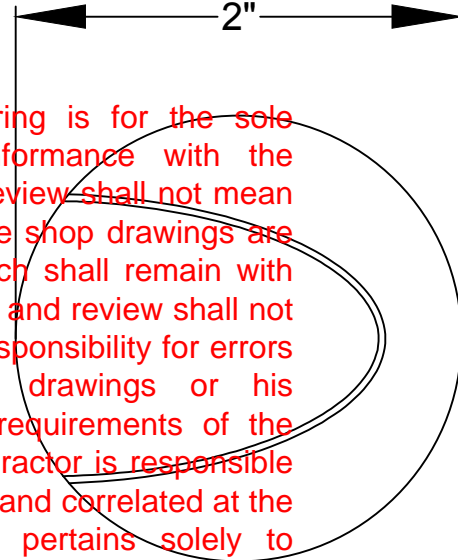 2"
ring is for the sole
formance with the
eview shall not mean
e shop drawings are
ch shall remain with
and review shall not
sponsibility for errors
drawings or his
requirements of the
ractor is responsible
and correlated at the
pertains solely to